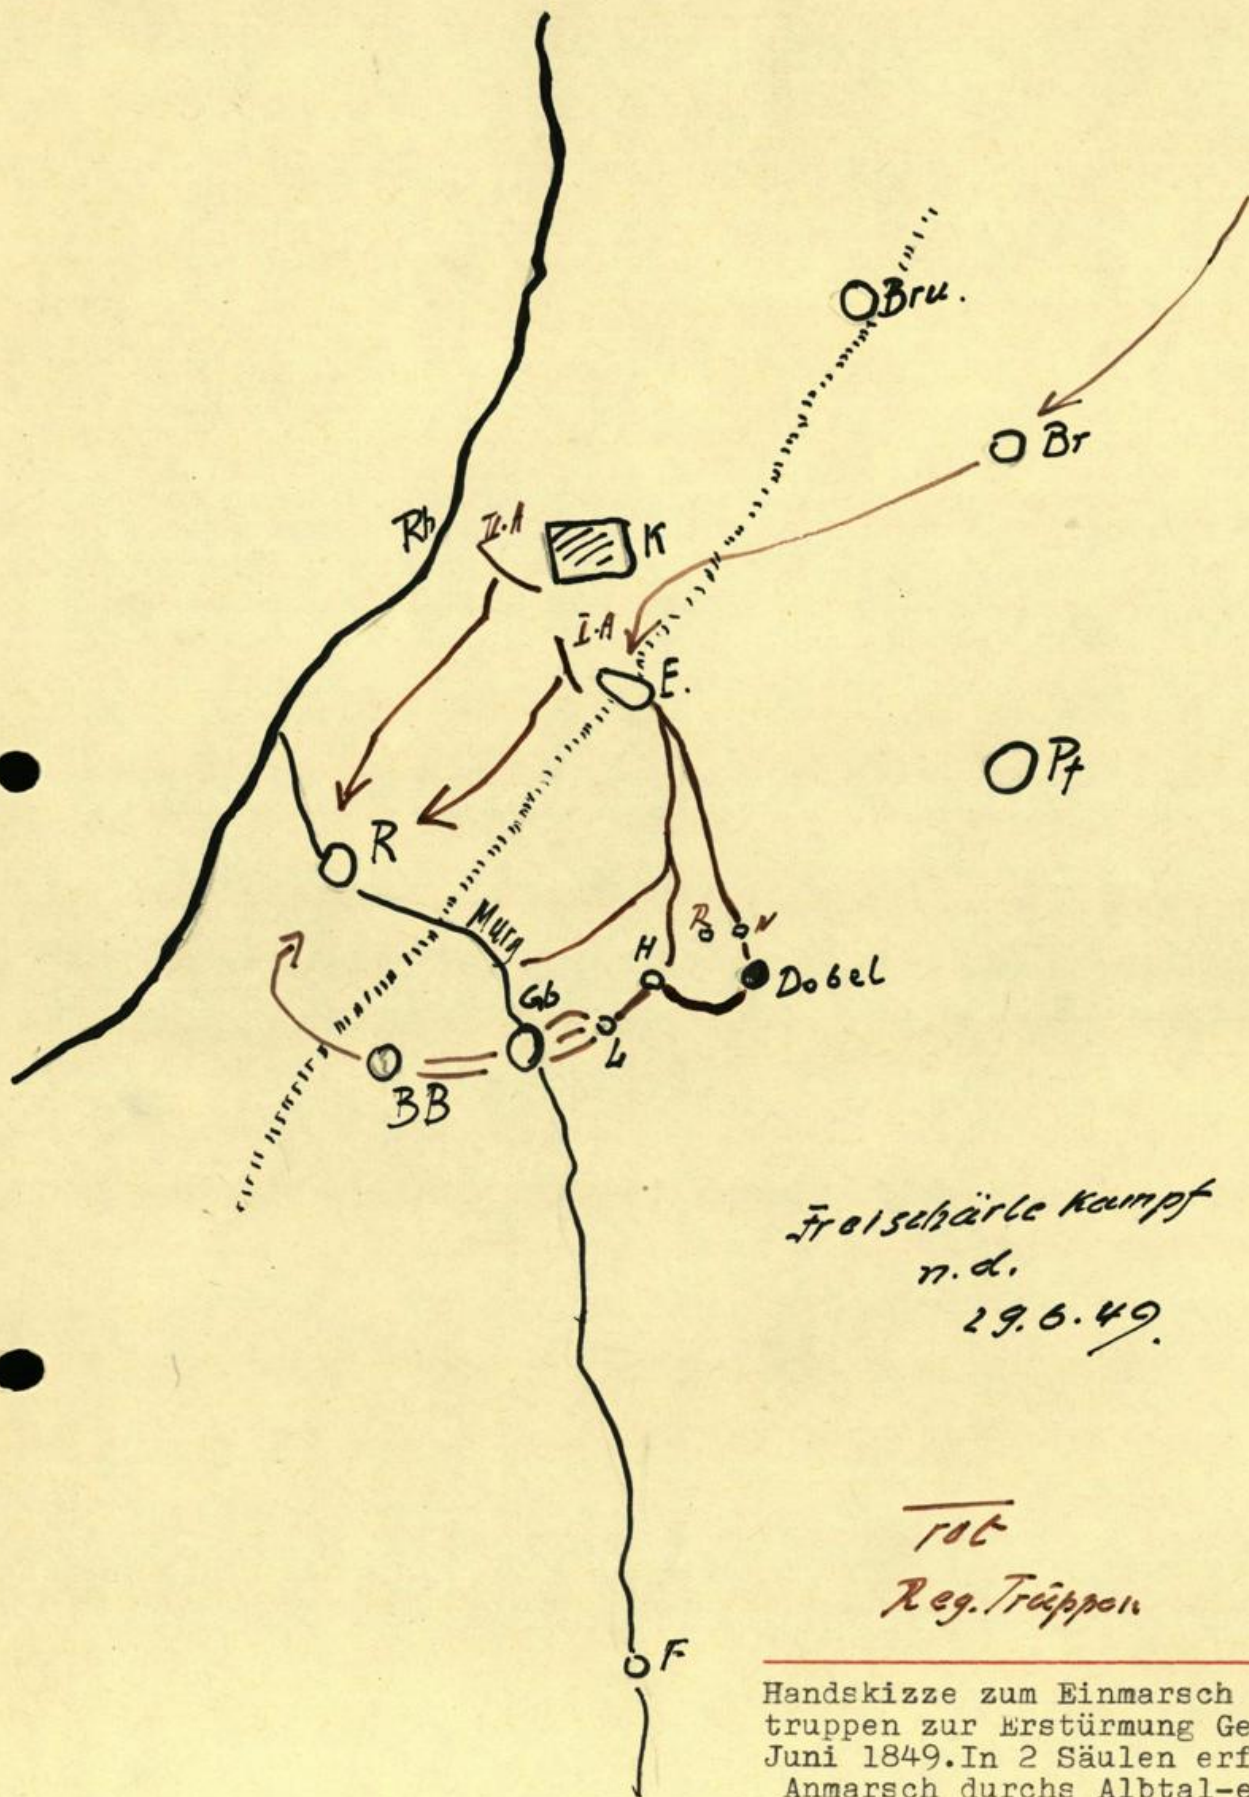 Bru.
Br
Rh
II.A
K
I.A
E.
Pf
R
Murg
R
N
H
Dobel
Gb
L
BB
Freischärle Kampf
n.d.
29.6.49.
rot
Reg. Truppen
F
Handskizze zum Einmarsch
truppen zur Erstürmung Ge
Juni 1849.In 2 Säulen erf
Anmarsch durchs Albtal-e